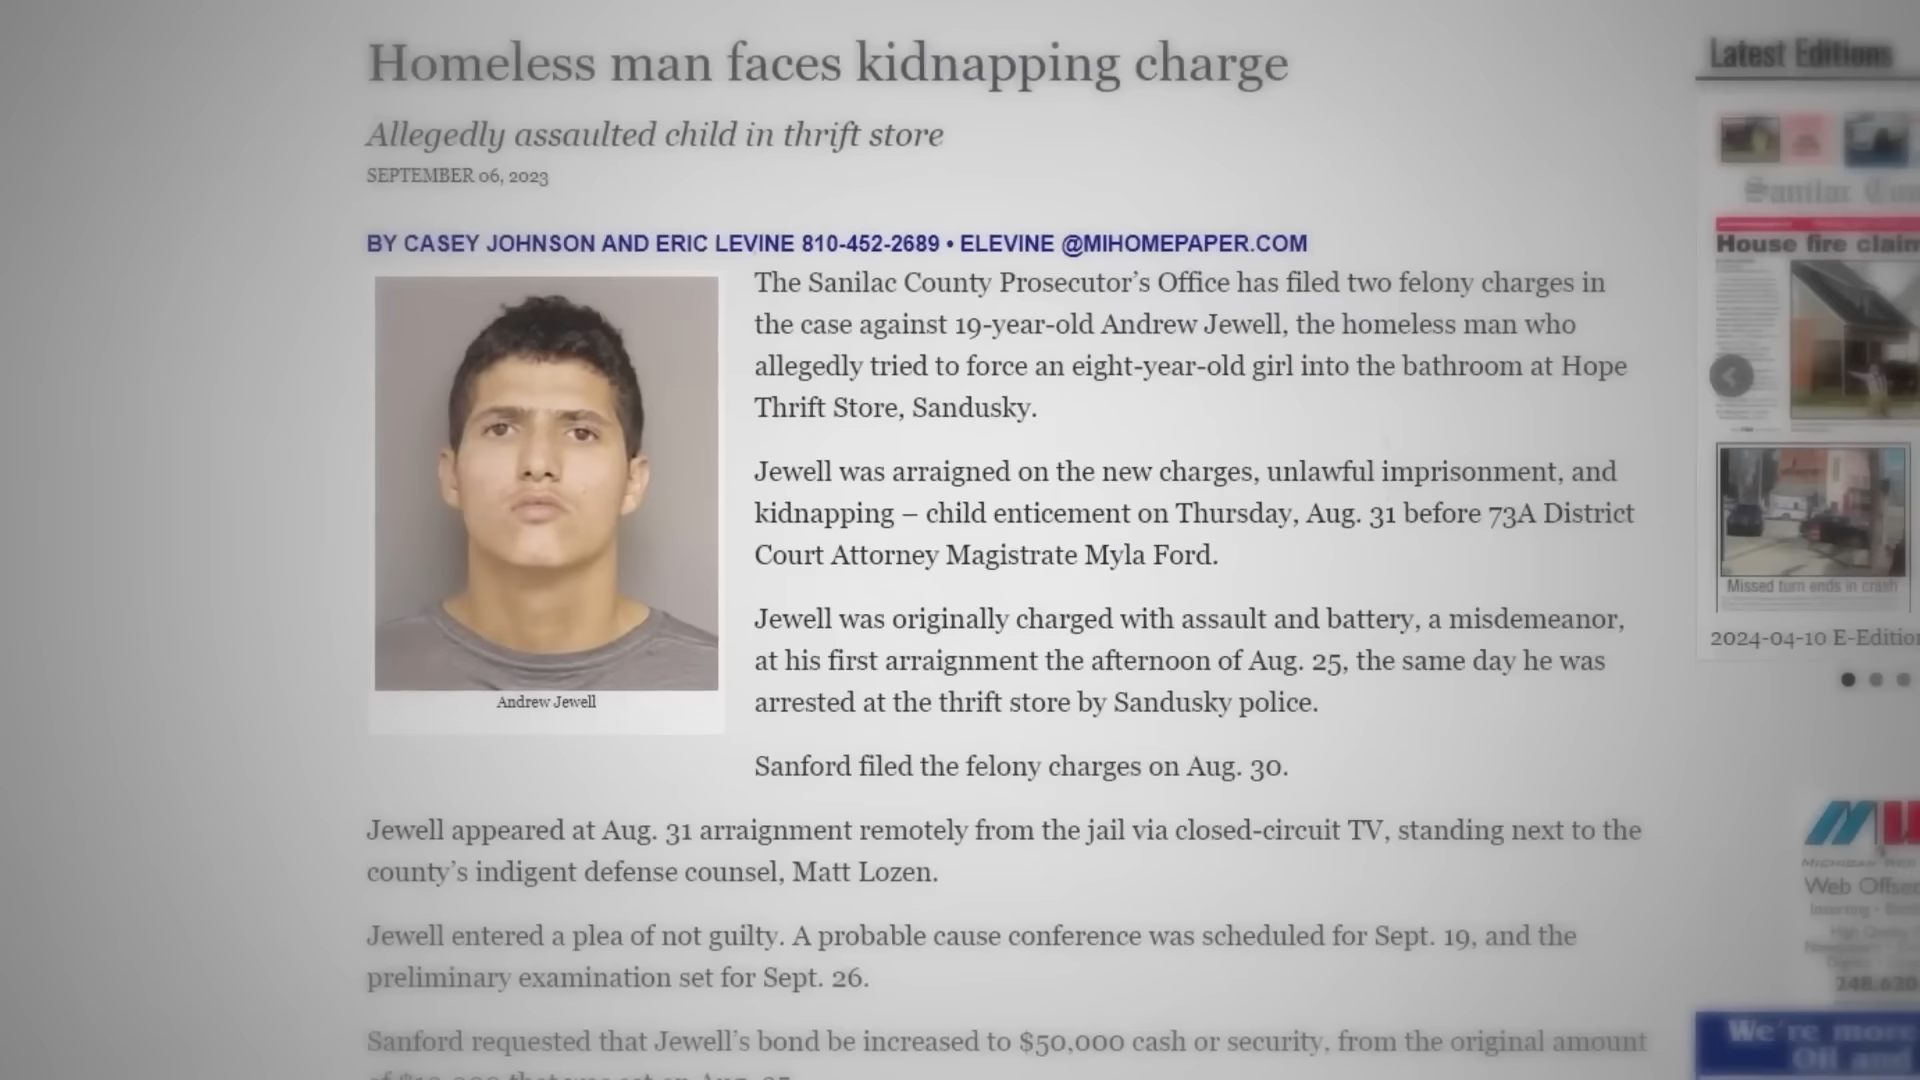 Homeless man faces kidnapping charge
Allegedly assaulted child in thrift store
SEPTEMBER 06, 2023
BY CASEY JOHNSON AND ERIC LEVINE 810-452-2689 • ELEVINE @MIHOMEPAPER.COM
The Sanilac County Prosecutor’s Office has filed two felony charges in
the case against 19-year-old Andrew Jewell, the homeless man who
allegedly tried to force an eight-year-old girl into the bathroom at Hope
Thrift Store, Sandusky.
Jewell was arraigned on the new charges, unlawful imprisonment, and
kidnapping – child enticement on Thursday, Aug. 31 before 73A District
Court Attorney Magistrate Myla Ford.
Jewell was originally charged with assault and battery, a misdemeanor,
at his first arraignment the afternoon of Aug. 25, the same day he was
arrested at the thrift store by Sandusky police.
Andrew Jewell
Sanford filed the felony charges on Aug. 30.
Jewell appeared at Aug. 31 arraignment remotely from the jail via closed-circuit TV, standing next to the
county’s indigent defense counsel, Matt Lozen.
Jewell entered a plea of not guilty. A probable cause conference was scheduled for Sept. 19, and the
preliminary examination set for Sept. 26.
Sanford requested that Jewell’s bond be increased to $50,000 cash or security, from the original amount
Latest Editions
Sanilac
House fire
Missed turn ends in crash
2024-04-10
Web
248.620
We're more
Oil and